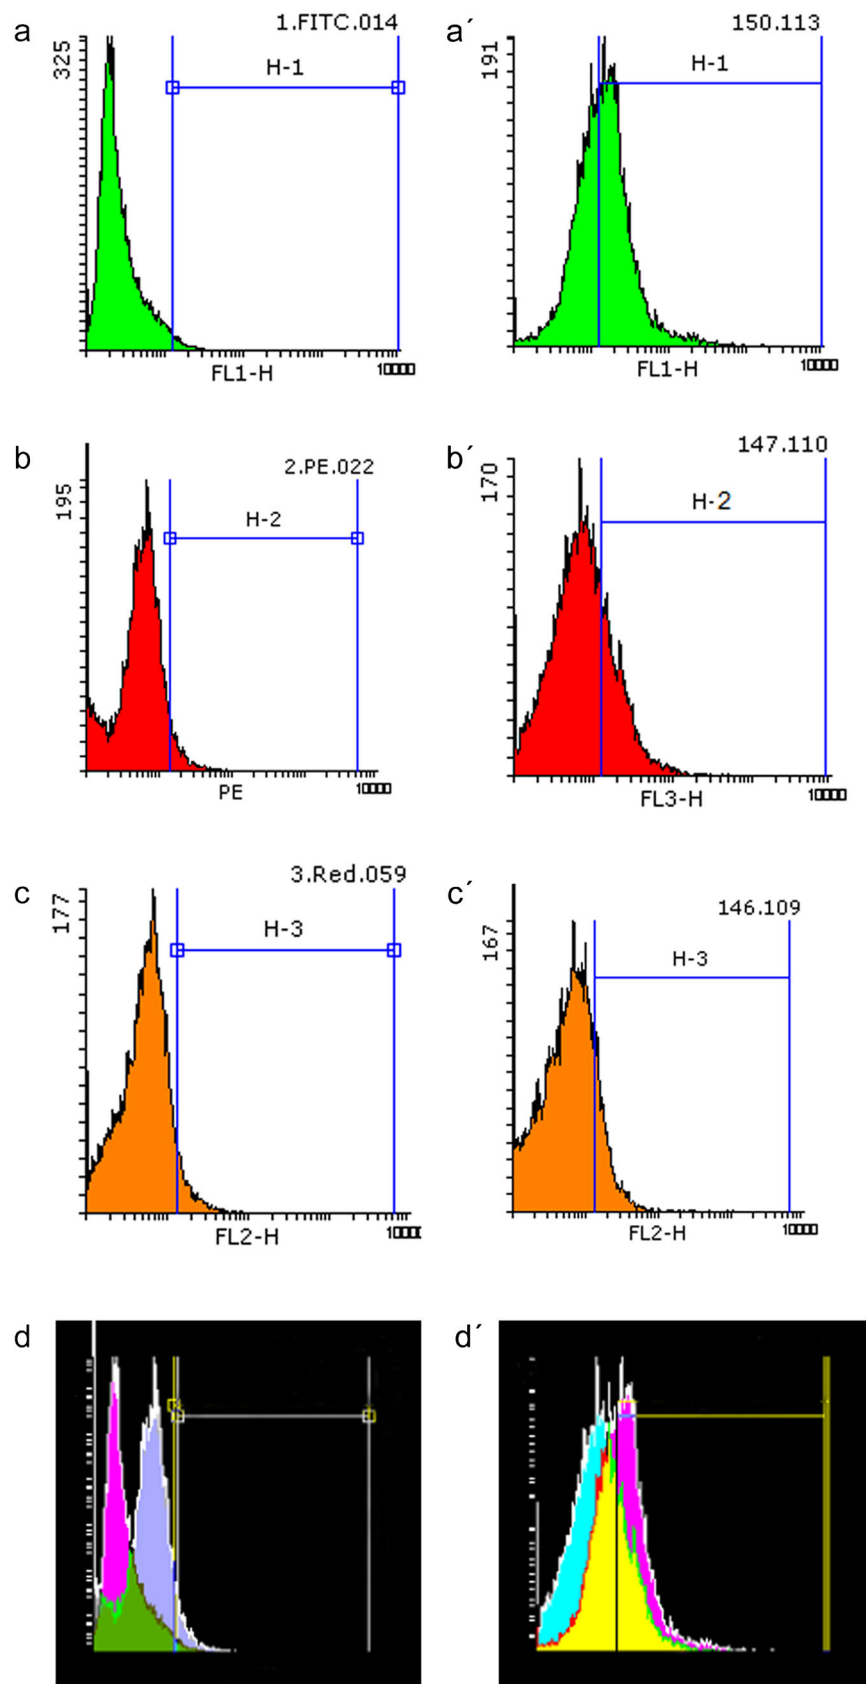 a
1.FITC.014
325
H-1
FL1-H
10000
a´
150.113
191
H-1
FL1-H
10000
b
2.PE.022
195
H-2
PE
10000
b´
147.110
170
H-2
FL3-H
10000
c
3.Red.059
177
H-3
FL2-H
c´
146.109
167
H-3
FL2-H
10000
d
d´